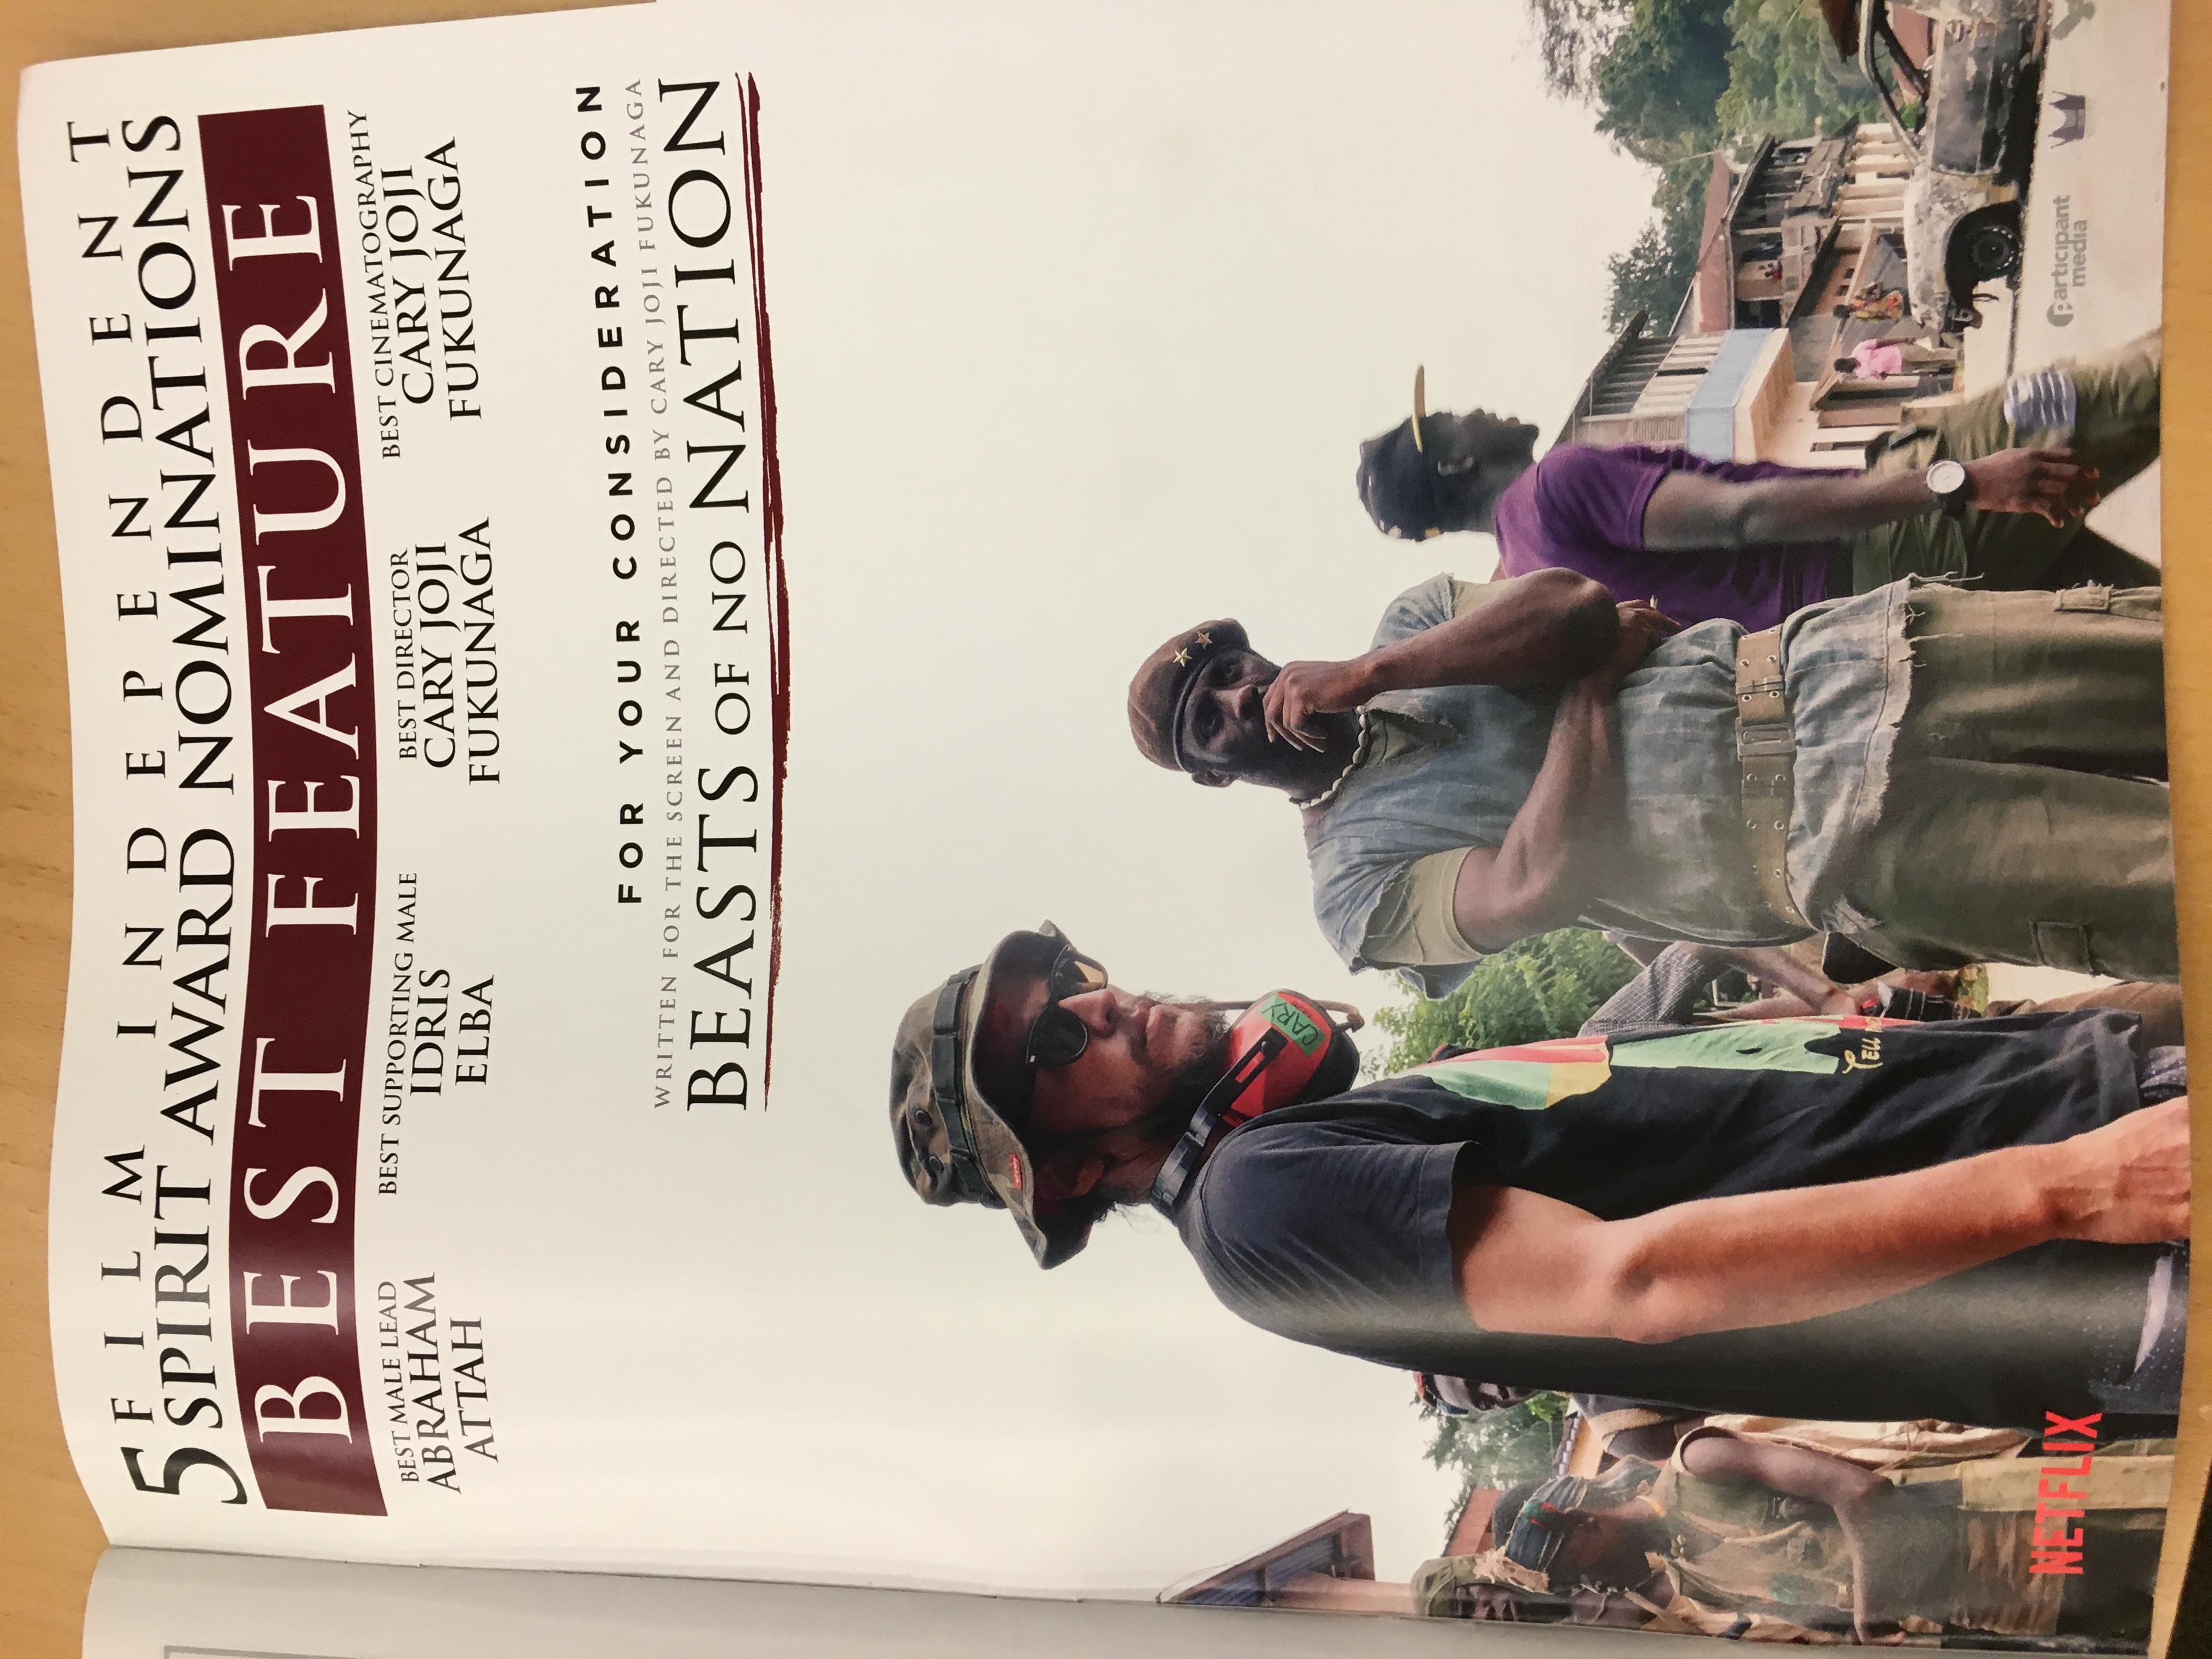 5 FILM INDEPENDENT
SPIRIT AWARD NOMINATIONS
BEST FEATURE
BEST MALE LEAD
ABRAHAM
ATTAH
BEST SUPPORTING MALE
IDRIS
ELBA
BEST DIRECTOR
CARY JOJI
FUKUNAGA
BEST CINEMATOGRAPHY
CARY JOJI
FUKUNAGA
FOR YOUR CONSIDERATION
WRITTEN FOR THE SCREEN AND DIRECTED BY CARY JOJI FUKUNAGA
BEASTS OF NO NATION
CARY
TELL
NETFLIX
Participant
media